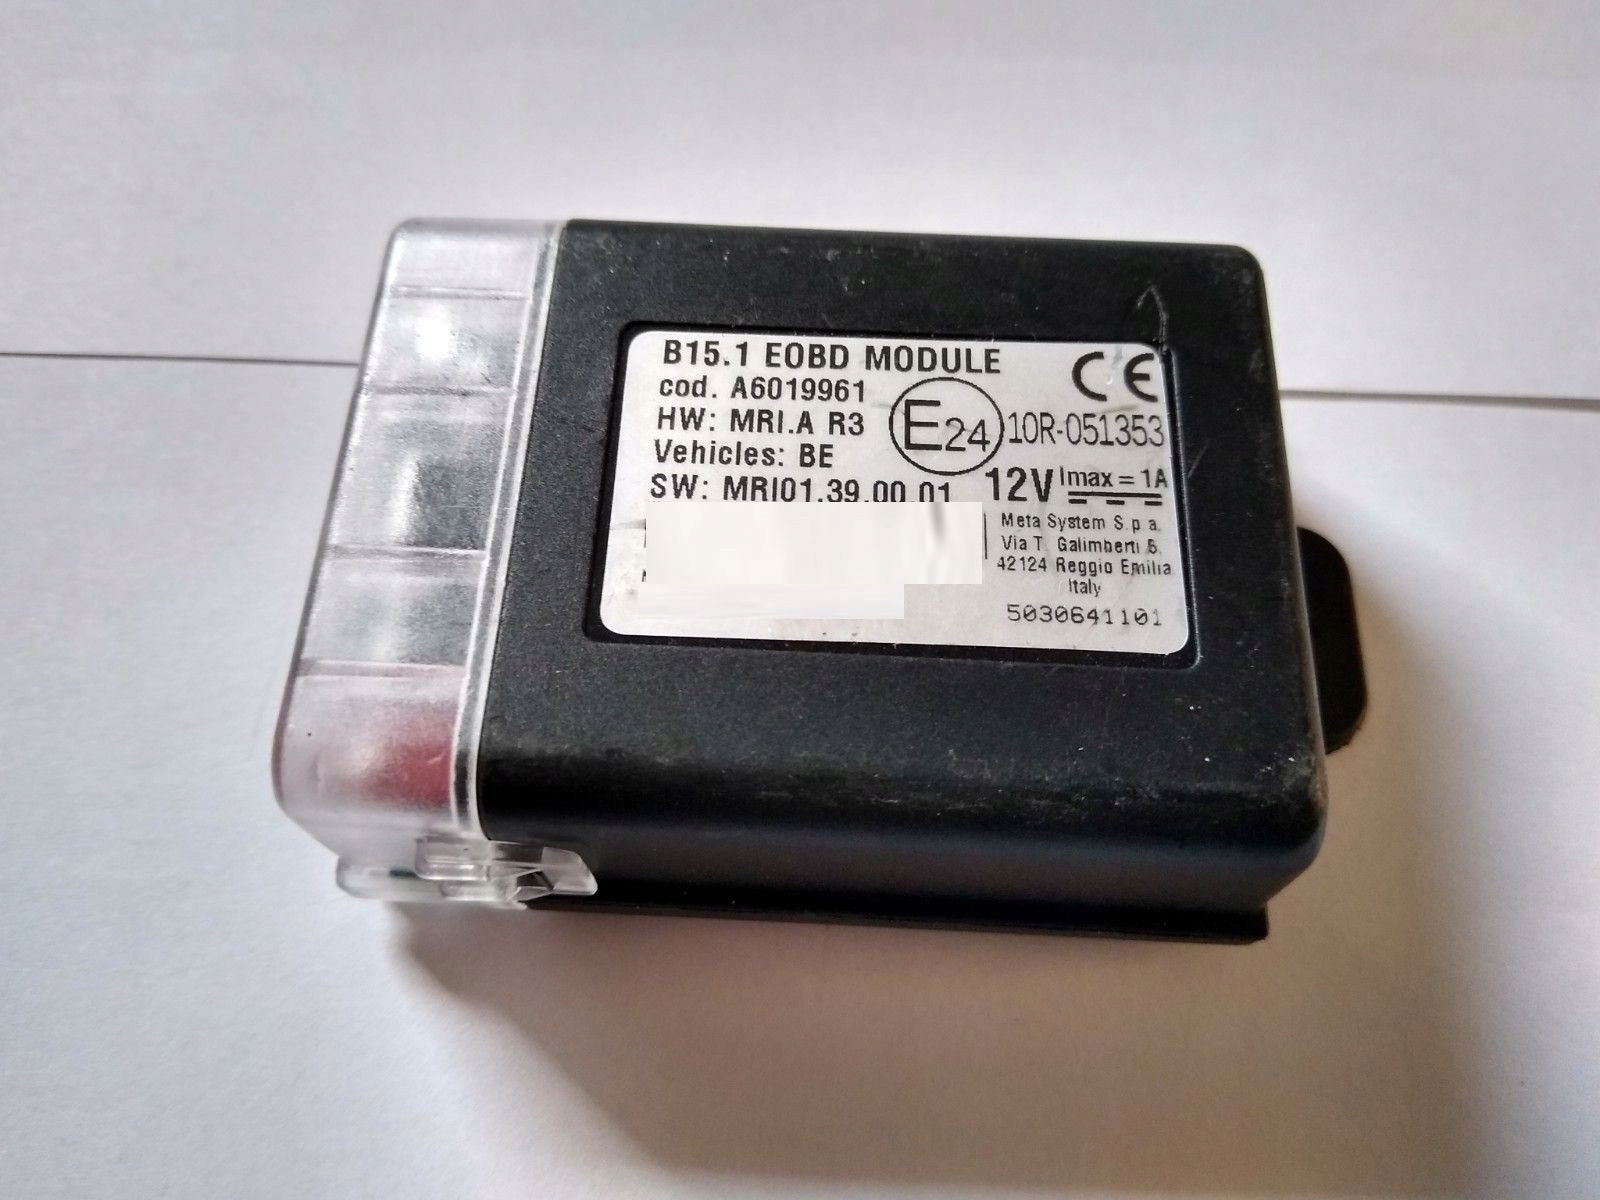 B15.1 EOBD MODULE
CE
cod. A6019961
HW: MRI.A R3
E24 10R-051353
Vehicles: BE
SW: MRI01.39.00.01
12V Imax = 1A
Meta System S.p.a.
Via T. Galimberti 5.
42124 Reggio Emilia
Italy
5030641101